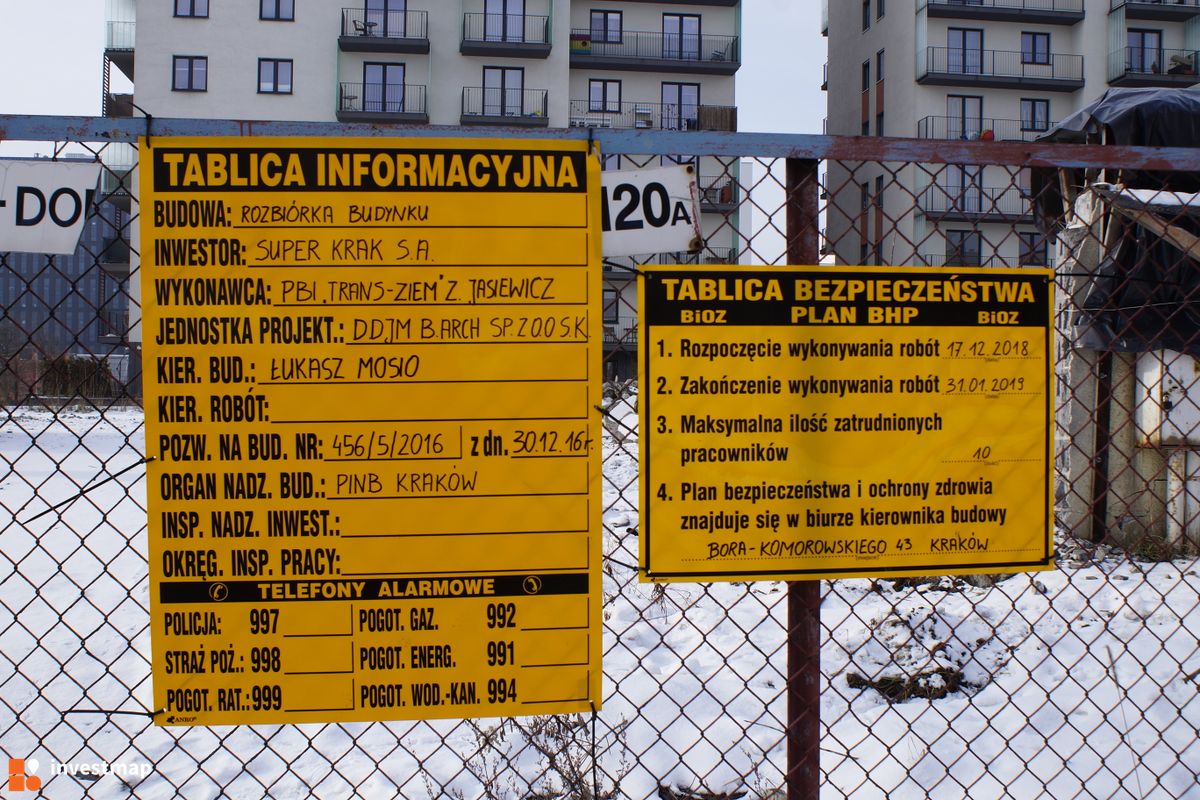 TABLICA INFORMACYJNA
BUDOWA: ROZBIÓRKA BUDYNKU
INWESTOR: SUPER KRAK S.A.
WYKONAWCA: PBI „TRANS-ZIEM" Z. JASIEWICZ
JEDNOSTKA PROJEKT.: DDJM B.ARCH SP. Z O O S.K.
KIER. BUD.: ŁUKASZ MOSIO
KIER. ROBÓT:
POZW. NA BUD. NR: 456/5/2016 z dn. 30.12.16r.
ORGAN NADZ. BUD.: PINB KRAKÓW
INSP. NADZ. INWEST.:
OKRĘG. INSP. PRACY:
TELEFONY ALARMOWE
POLICJA: 997 POGOT. GAZ. 992
STRAŻ POŻ.: 998 POGOT. ENERG. 991
POGOT. RAT.: 999 POGOT. WOD.-KAN. 994
ANRO
-DO
120A
TABLICA BEZPIECZEŃSTWA
BiOZ PLAN BHP BiOZ
1. Rozpoczęcie wykonywania robót 17.12.2018
2. Zakończenie wykonywania robót 31.01.2019
3. Maksymalna ilość zatrudnionych
pracowników 10
4. Plan bezpieczeństwa i ochrony zdrowia
znajduje się w biurze kierownika budowy
BORA-KOMOROWSKIEGO 43 KRAKÓW
investmap